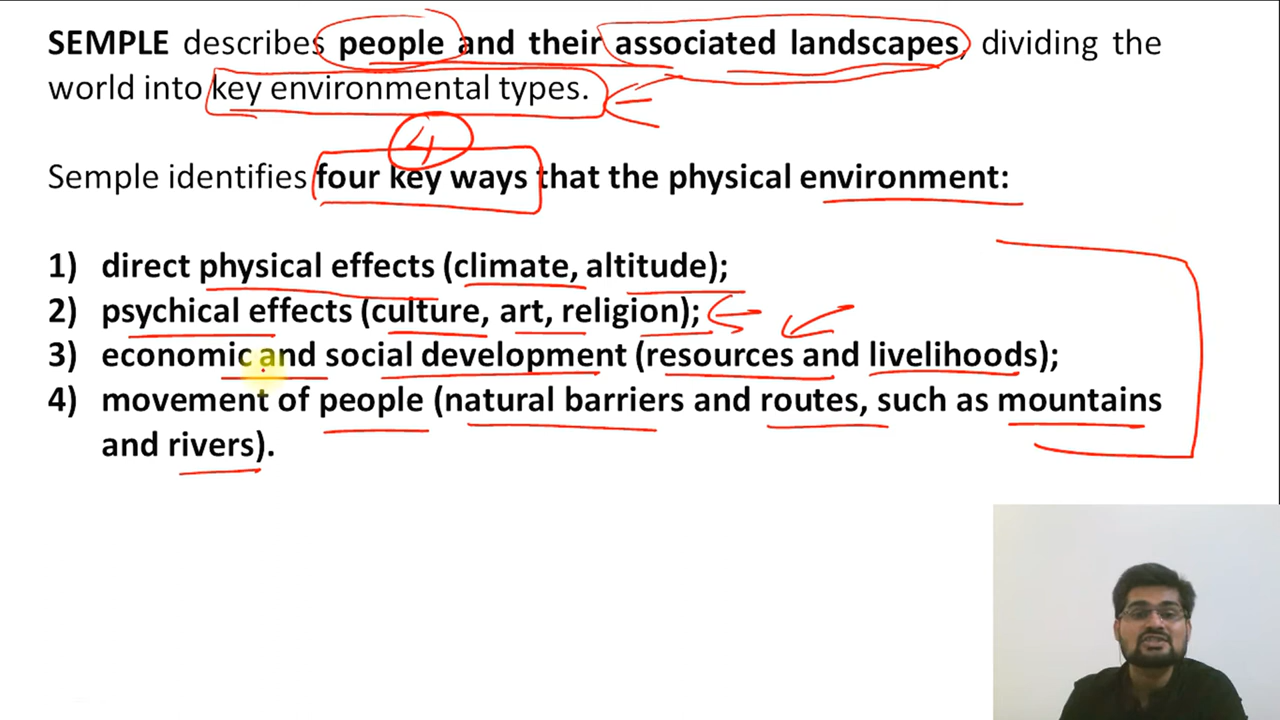 SEMPLE describes people and their associated landscapes, dividing the
world into key environmental types.
4
Semple identifies four key ways that the physical environment:
1) direct physical effects (climate, altitude);
2) psychical effects (culture, art, religion);
3) economic and social development (resources and livelihoods);
4) movement of people (natural barriers and routes, such as mountains
and rivers).